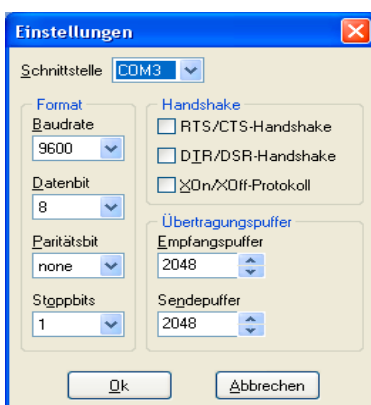 Einstellungen
Schnittstelle COM3
Format
Baudrate
9600
Datenbit
8
Paritätsbit
none
Stoppbits
1
Handshake
RTS/CTS-Handshake
DTR/DSR-Handshake
XOn/XOff-Protokoll
Übertragungspuffer
Empfangspuffer
2048
Sendepuffer
2048
Ok
Abbrechen